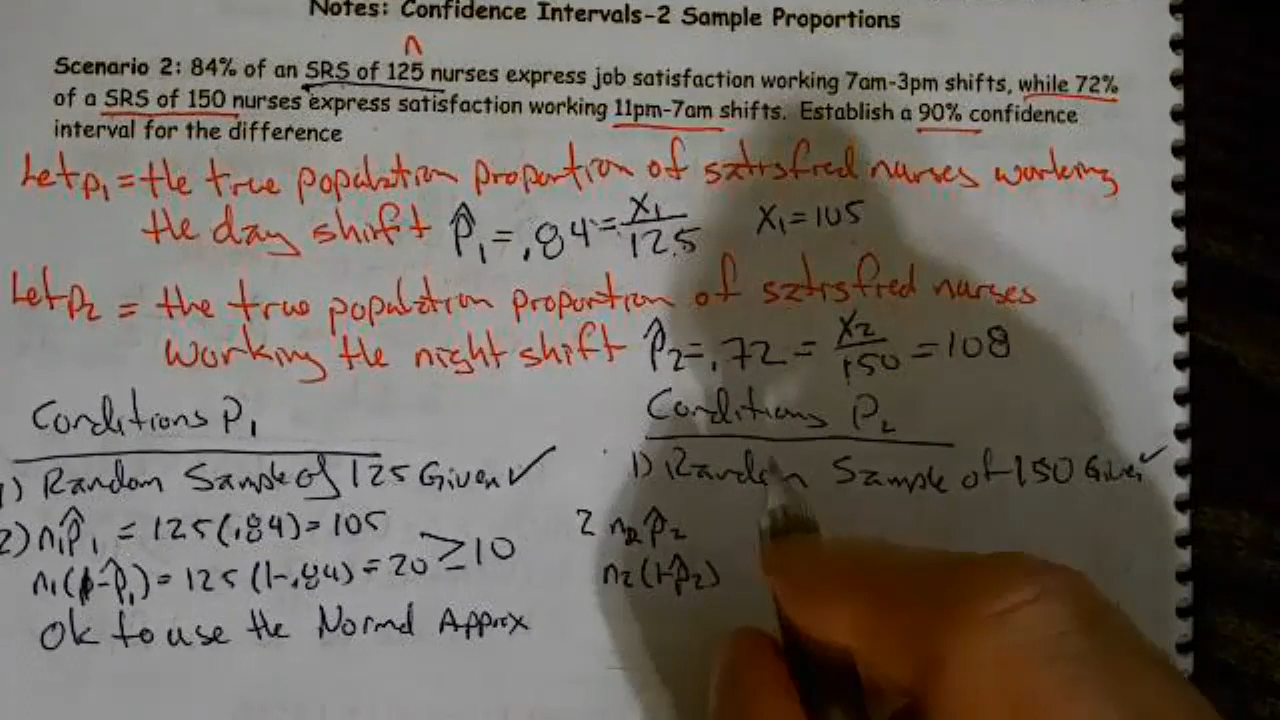 Notes: Confidence Intervals-2 Sample Proportions
n
Scenario 2: 84% of an SRS of 125 nurses express job satisfaction working 7am-3pm shifts, while 72%
of a SRS of 150 nurses express satisfaction working 11pm-7am shifts. Establish a 90% confidence
interval for the difference
Let p₁ = the true population proportion of satisfied nurses working
the day shift p̂₁ = .84 = X₁/125 X₁ = 105
Let p₂ = the true population proportion of satisfied nurses
working the night shift p̂₂ = .72 = X₂/150 = 108
Conditions P₁
1) Random Sample of 125 Given ✓
2) n₁p̂₁ = 125(.84) = 105
n₁(1-p̂₁) = 125(1-.84) = 20 ≥ 10
Ok to use the Normal Approx
Conditions P₂
1) Random Sample of 150 Given ✓
2 n₂p̂₂
n₂(1-p̂₂)